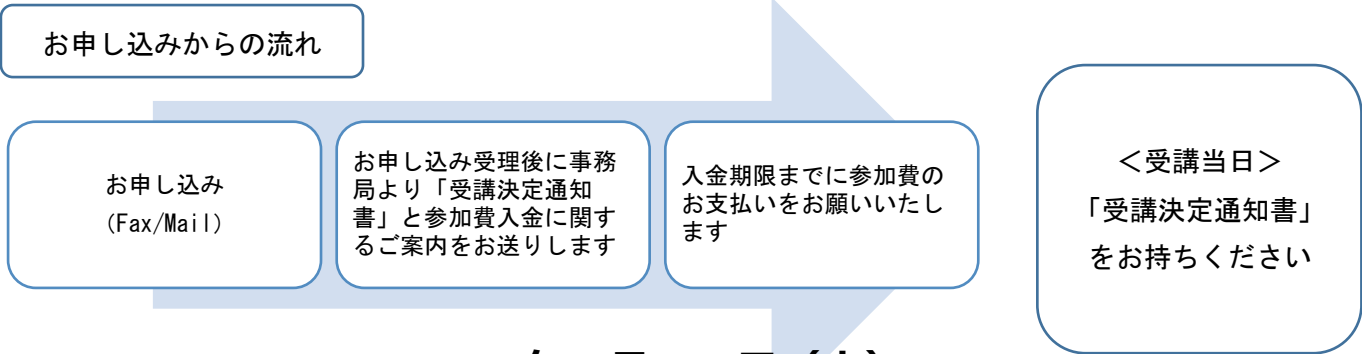 お申し込みからの流れ
お申し込み
(Fax/Mail)
お申し込み受理後に事務
局より「受講決定通知
書」と参加費入金に関す
るご案内をお送りします
入金期限までに参加費の
お支払いをお願いいたし
ます
＜受講当日＞
「受講決定通知書」
をお持ちください